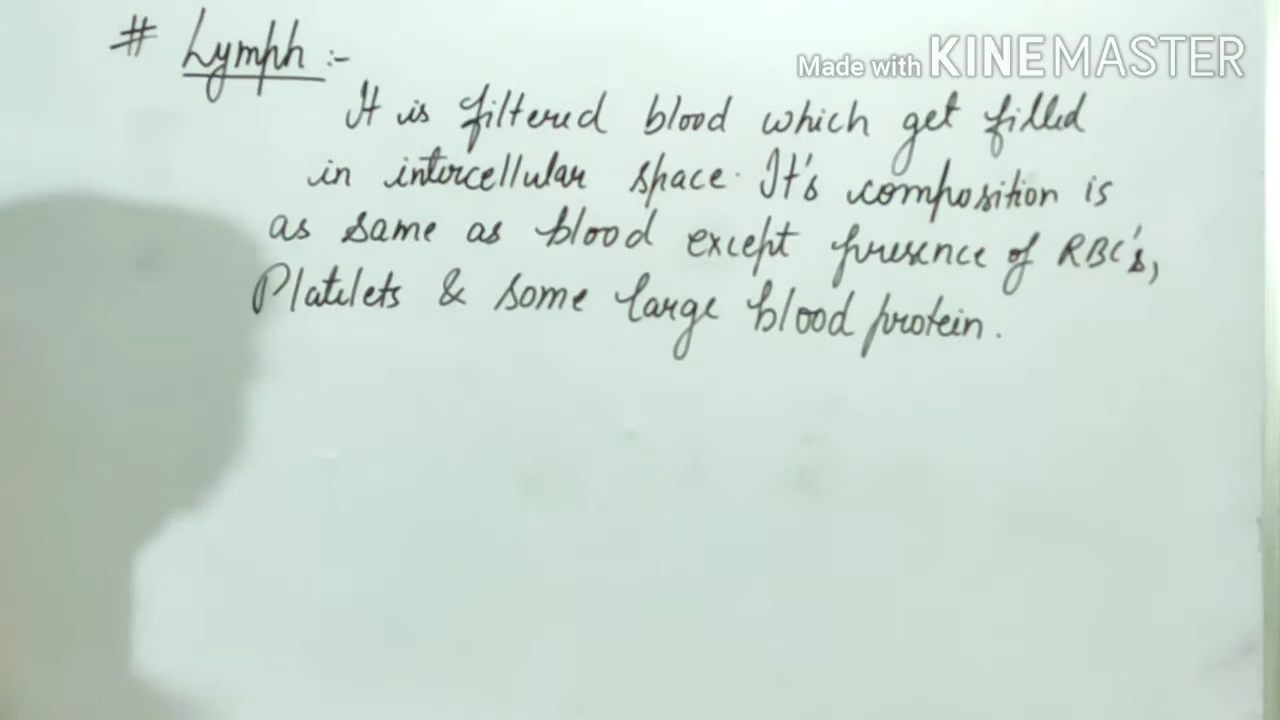 # Lymph :-
Made with KINEMASTER
It is filtered blood which get filled
in intercellular space. It's composition is
as same as blood except presence of RBC's,
Platelets & some large blood protein.